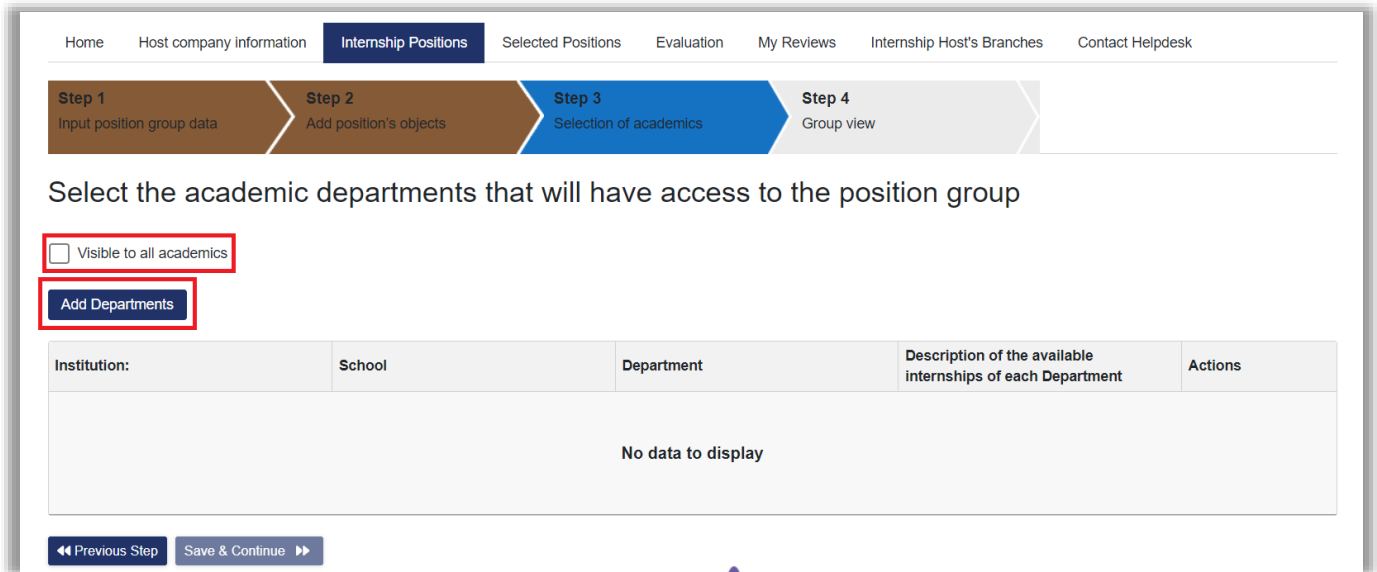 Home Host company information Internship Positions Selected Positions Evaluation My Reviews Internship Host's Branches Contact Helpdesk
Step 1 Step 2 Step 3 Step 4
Input position group data Add position's objects Selection of academics Group view
Select the academic departments that will have access to the position group
Visible to all academics
Add Departments
Institution: School Department Description of the available internships of each Department Actions
No data to display
Previous Step Save & Continue